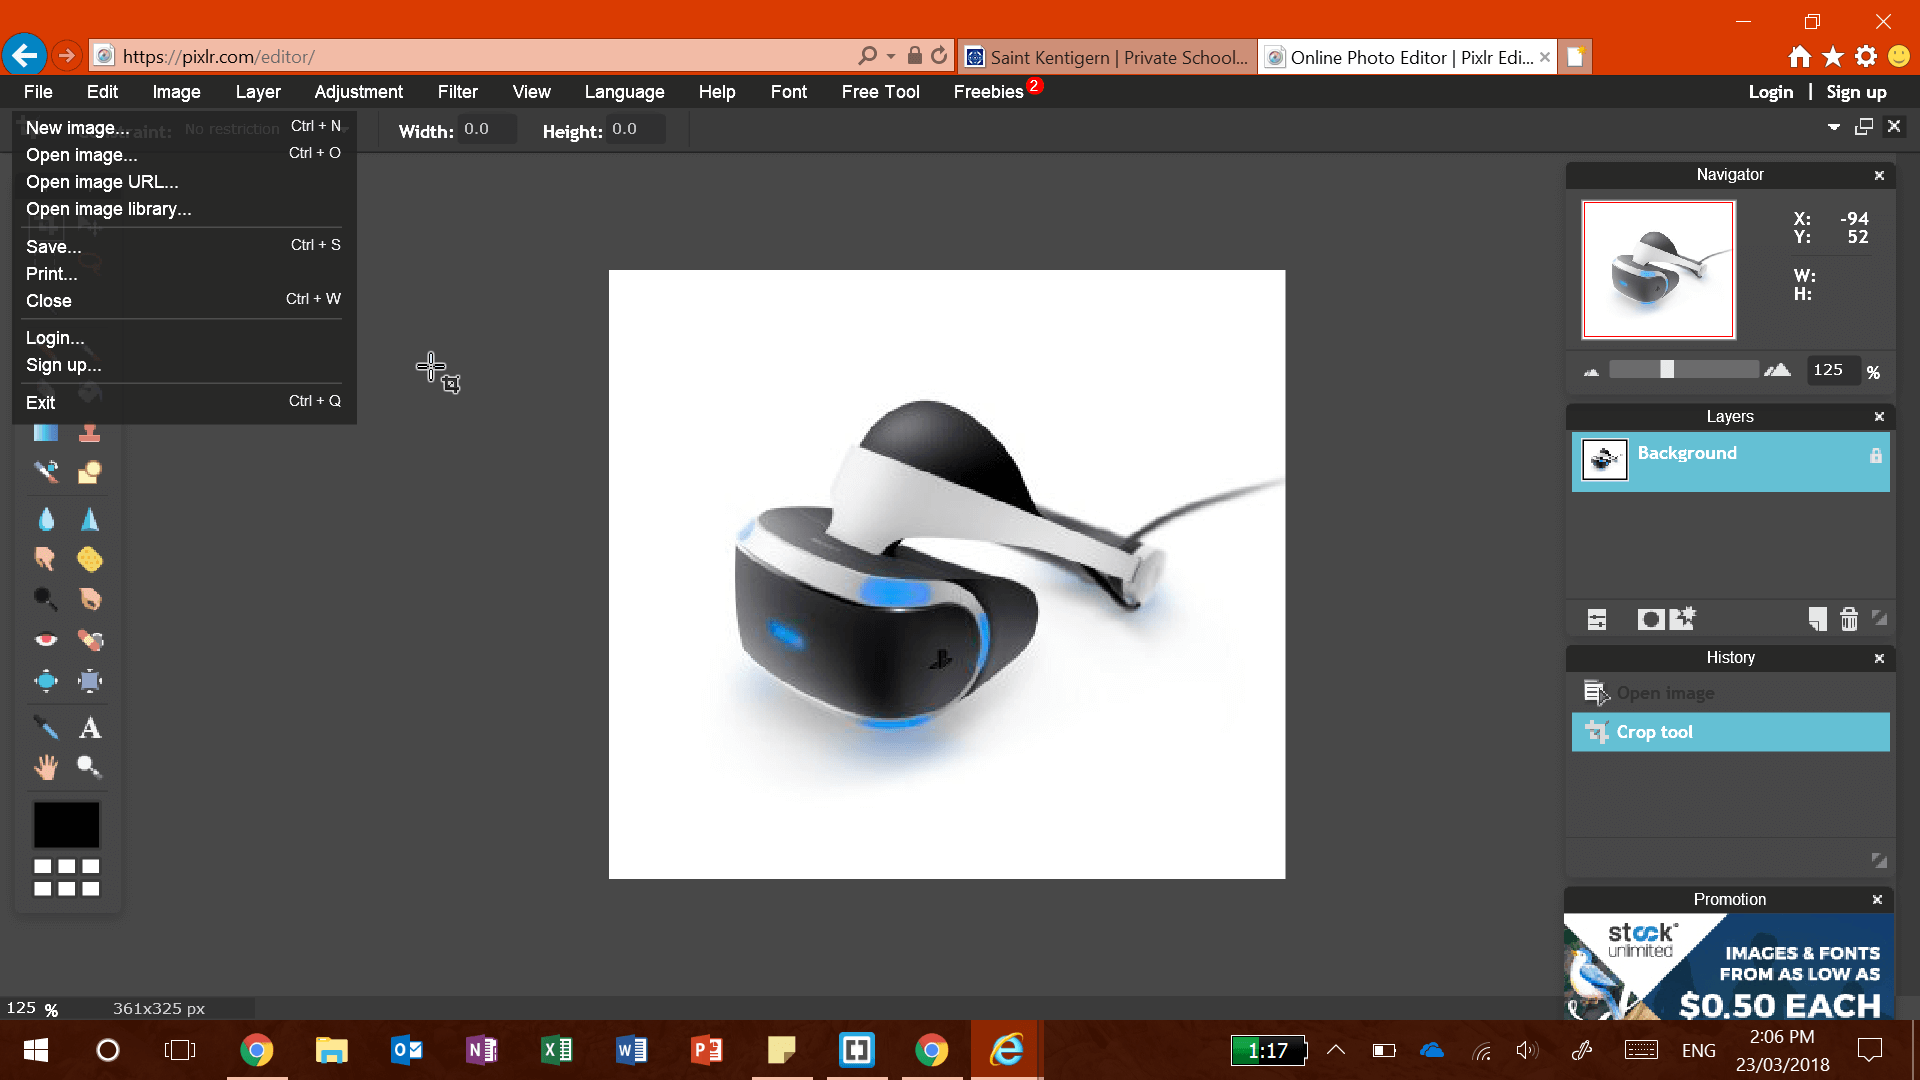 https://pixlr.com/editor/
Saint Kentigern | Private School...
Online Photo Editor | Pixlr Edi...
File Edit Image Layer Adjustment Filter View Language Help Font Free Tool Freebies 2 Login | Sign up
No restriction Width: 0.0 Height: 0.0
New image... Ctrl + N
Open image... Ctrl + O
Open image URL...
Open image library...
Save... Ctrl + S
Print...
Close Ctrl + W
Login...
Sign up...
Exit Ctrl + Q
Navigator
X: -94
Y: 52
W:
H:
125 %
Layers
Background
History
Open image
Crop tool
Promotion
stock
unlimited
IMAGES & FONTS
FROM AS LOW AS
$0.50 EACH
125 % 361x325 px
1:17 ENG
2:06 PM
23/03/2018